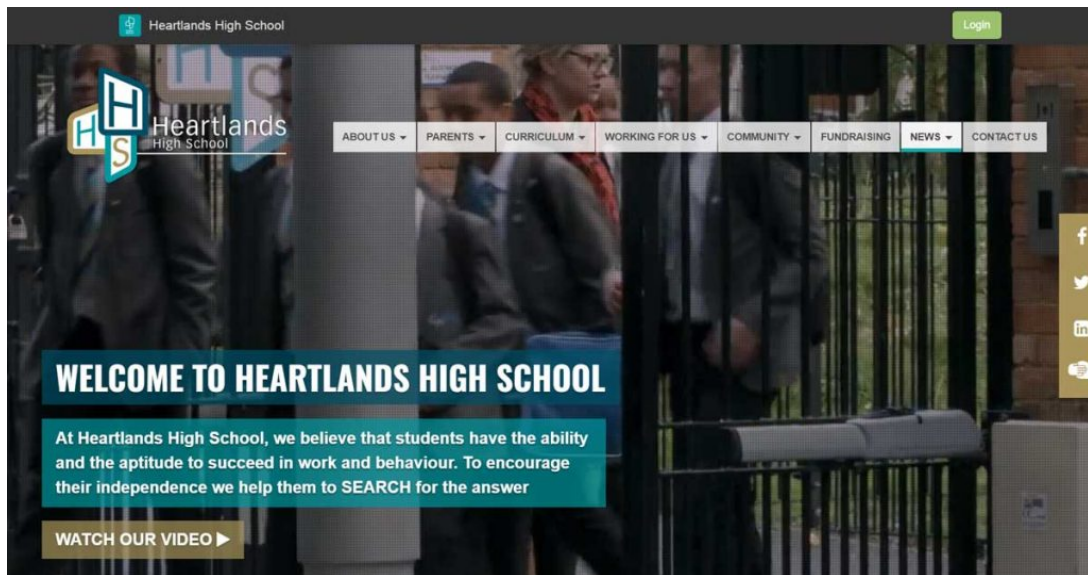 Heartlands High School
Login
H
H
S
Heartlands
High School
ABOUT US
PARENTS
CURRICULUM
WORKING FOR US
COMMUNITY
FUNDRAISING
NEWS
CONTACT US
f
in
WELCOME TO HEARTLANDS HIGH SCHOOL
At Heartlands High School, we believe that students have the ability
and the aptitude to succeed in work and behaviour. To encourage
their independence we help them to SEARCH for the answer
WATCH OUR VIDEO